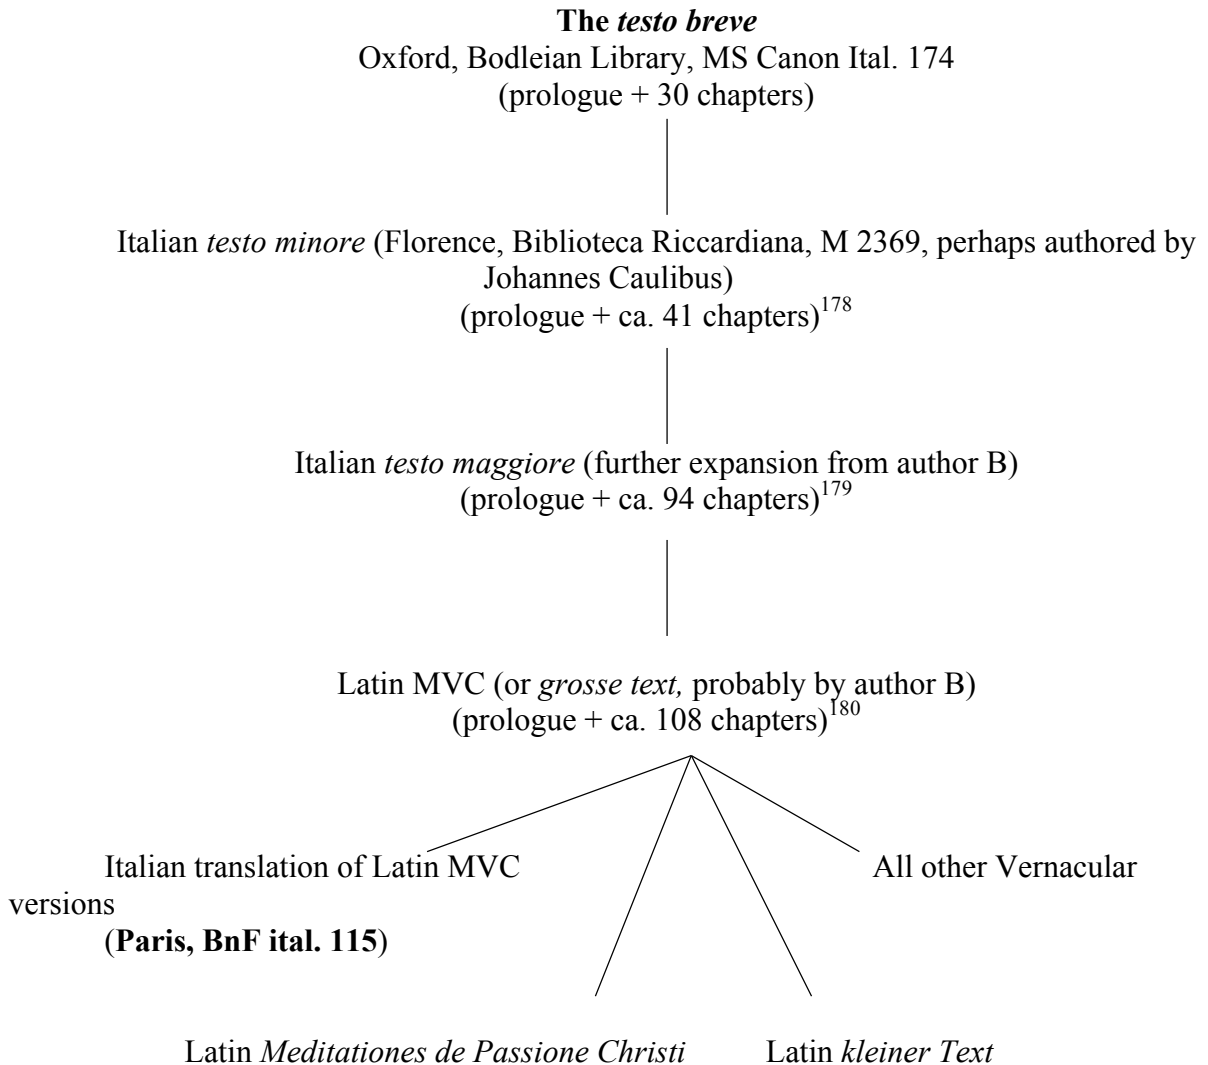 The testo breve
Oxford, Bodleian Library, MS Canon Ital. 174
(prologue + 30 chapters)
Italian testo minore (Florence, Biblioteca Riccardiana, M 2369, perhaps authored by
Johannes Caulibus)
(prologue + ca. 41 chapters)178
Italian testo maggiore (further expansion from author B)
(prologue + ca. 94 chapters)179
Latin MVC (or grosse text, probably by author B)
(prologue + ca. 108 chapters)180
Italian translation of Latin MVC All other Vernacular
versions
(Paris, BnF ital. 115)
Latin Meditationes de Passione Christi Latin kleiner Text